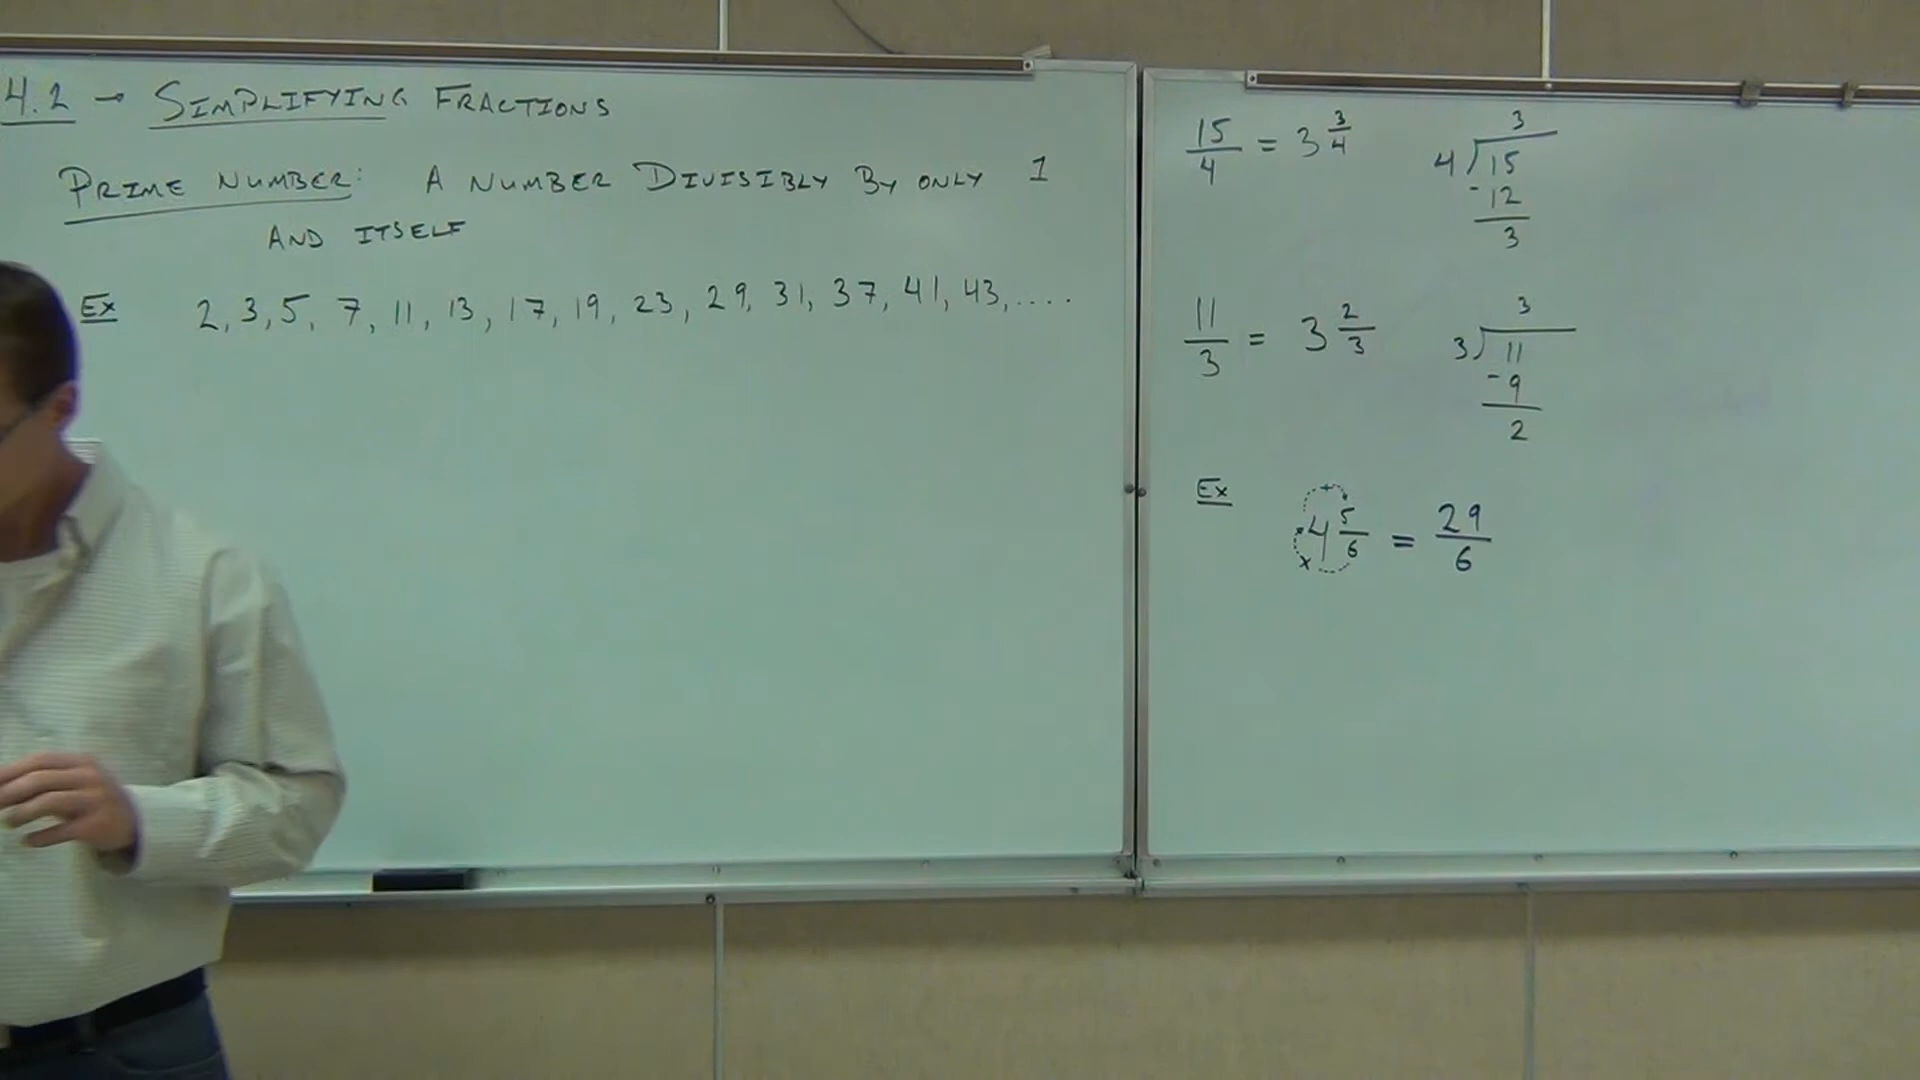 4.2 → SIMPLIFYING FRACTIONS
PRIME NUMBER: A NUMBER DIVISIBLY BY ONLY 1
AND ITSELF
Ex 2, 3, 5, 7, 11, 13, 17, 19, 23, 29, 31, 37, 41, 43, ....
15/4 = 3 3/4
3
4)15
-12
3
11/3 = 3 2/3
3
3)11
-9
2
Ex
+
x
4 5/6 = 29/6